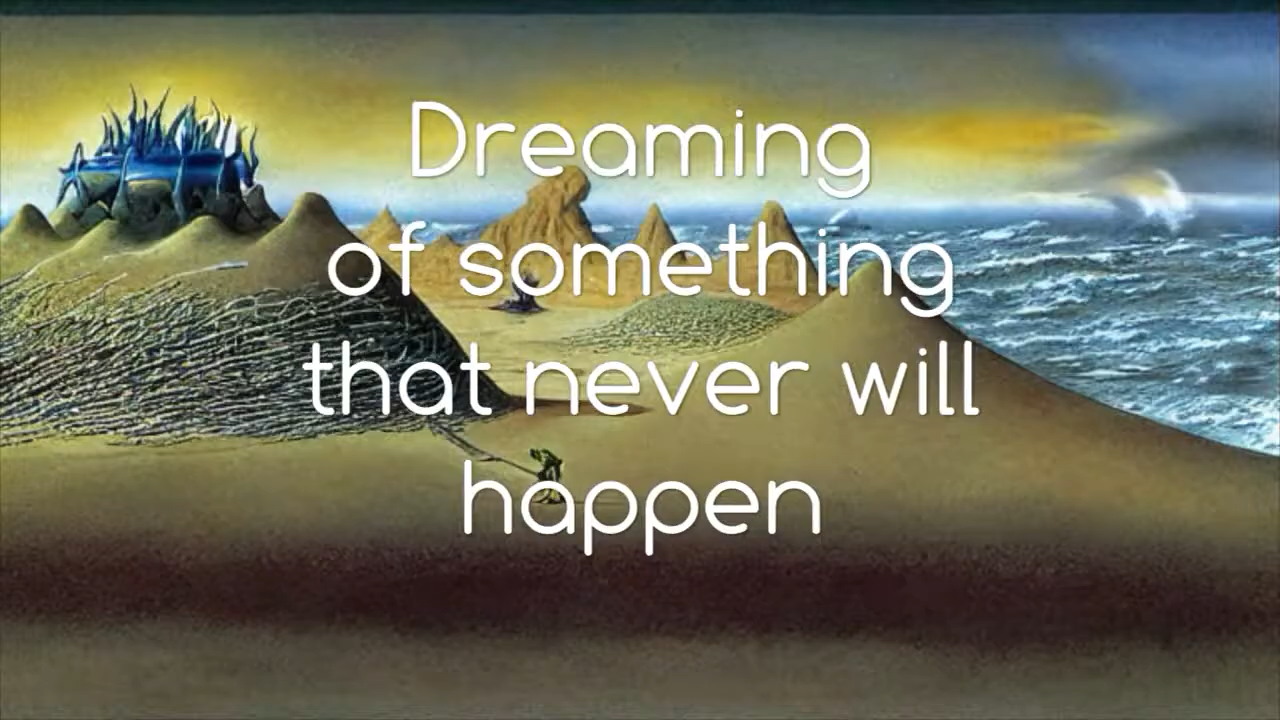 Dreaming
of something
that never will
happen